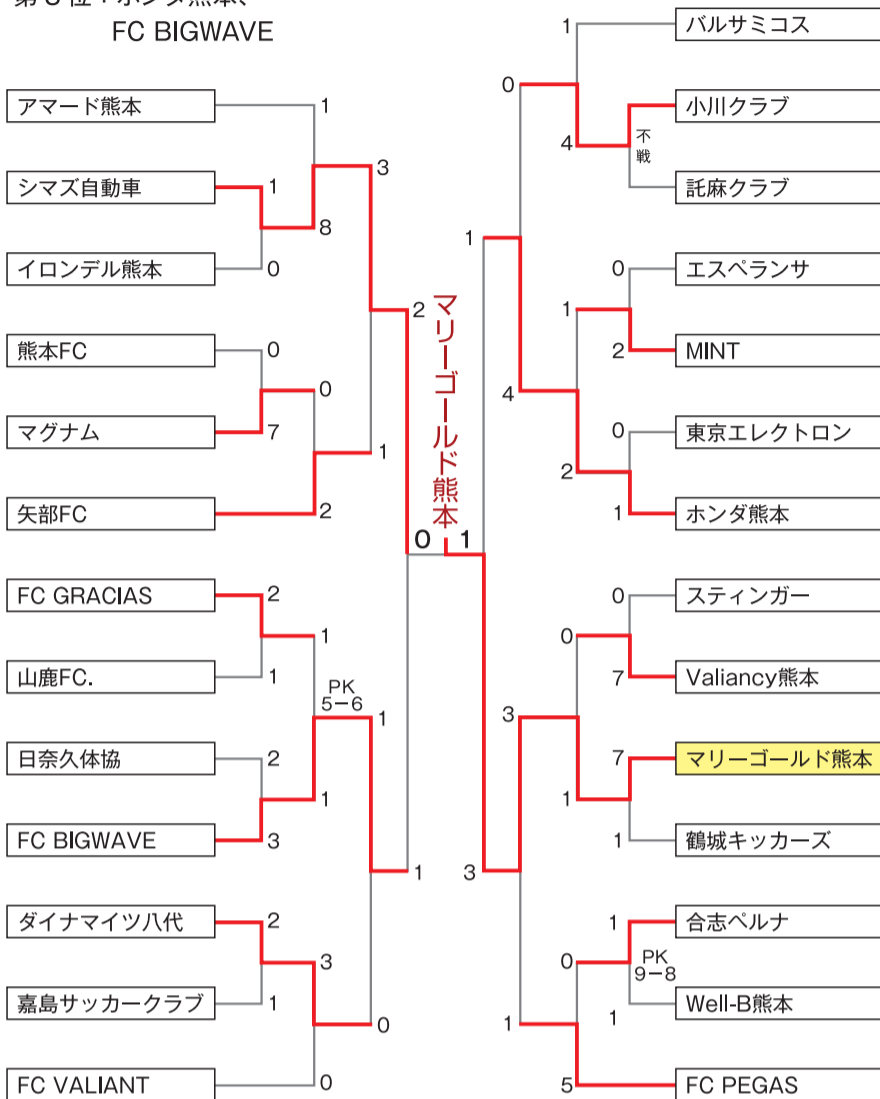 第3位：ホンダ熊本、
FC BIGWAVE
アマード熊本
1
シマズ自動車
1
3
8
イロンデル熊本
0
2
熊本FC
0
0
マグナム
7
1
矢部FC
2
FC GRACIAS
2
1
山鹿FC.
1
PK
5-6
1
日奈久体協
2
1
FC BIGWAVE
3
1
ダイナマイツ八代
2
3
嘉島サッカークラブ
1
0
FC VALIANT
0
マリーゴールド熊本
0 1
バルサミコス
1
0
小川クラブ
4
不
戦
託麻クラブ
1
エスペランサ
0
1
MINT
2
4
東京エレクトロン
0
2
ホンダ熊本
1
スティンガー
0
0
Valiancy熊本
7
3
マリーゴールド熊本
7
1
鶴城キッカーズ
1
3
合志ペルナ
1
0
PK
9-8
Well-B熊本
1
1
FC PEGAS
5